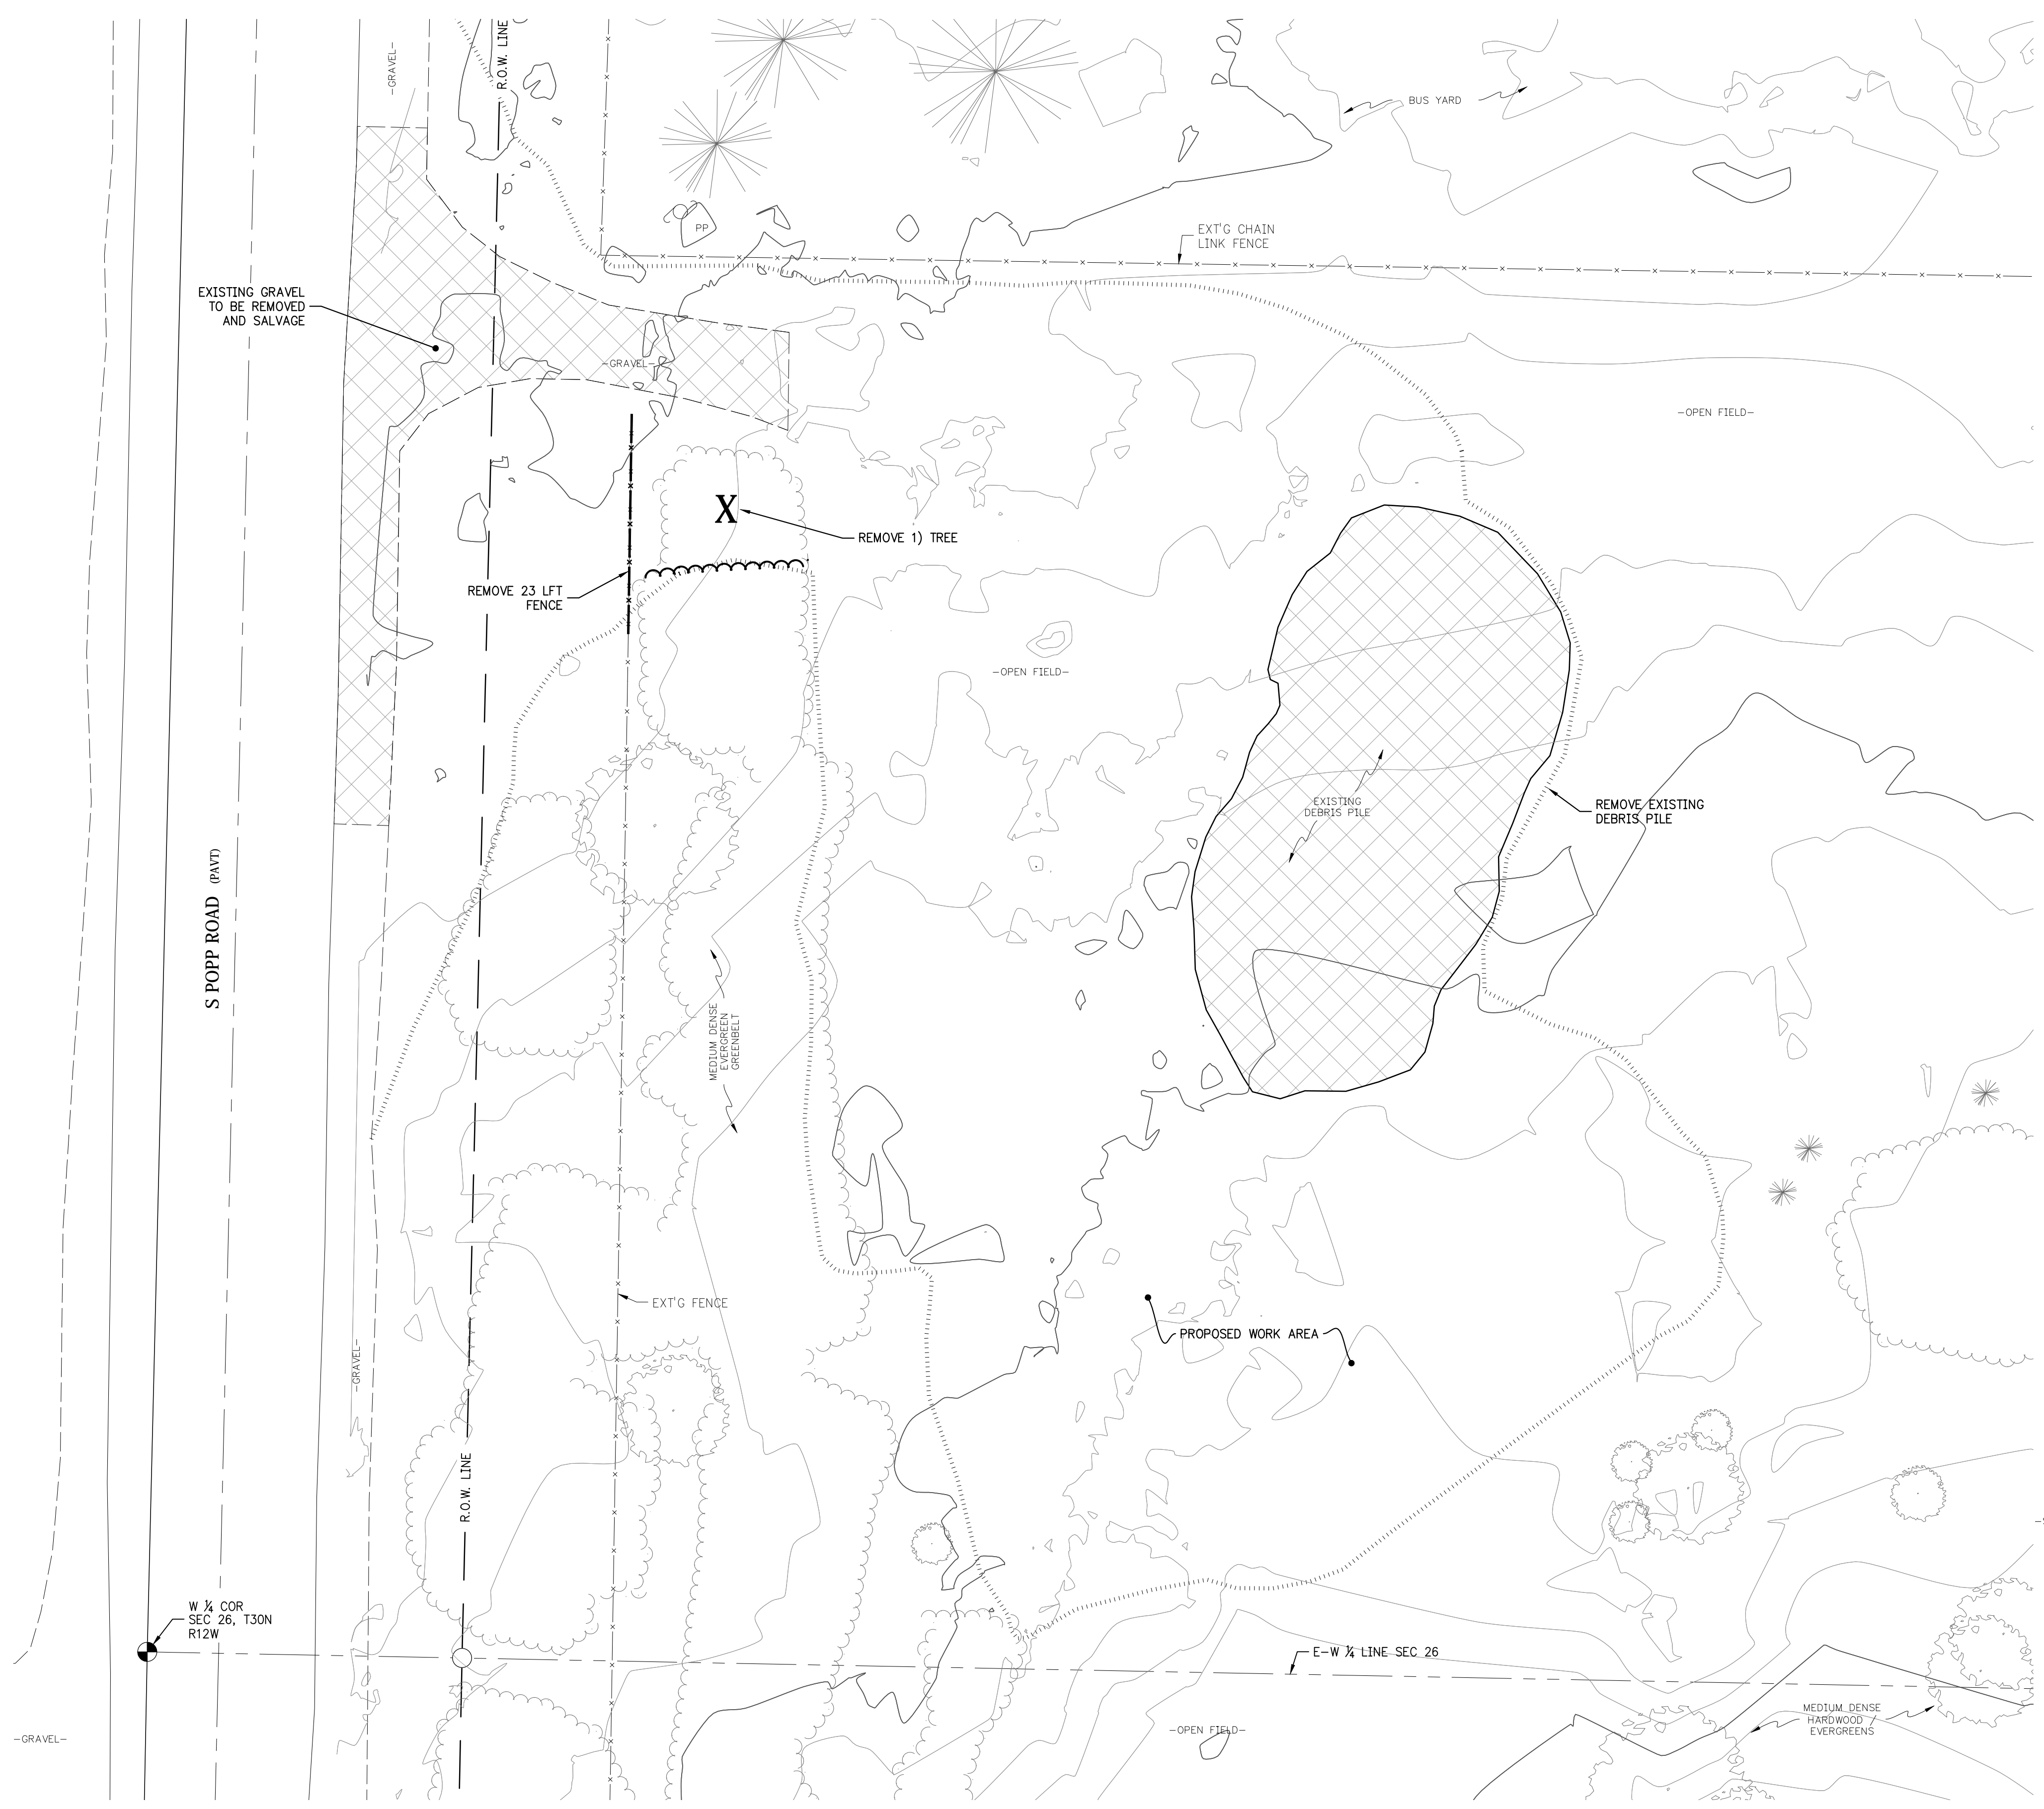 R.O.W. LINE
-GRAVEL-
BUS YARD
PP
EXT'G CHAIN
LINK FENCE
EXISTING GRAVEL
TO BE REMOVED
AND SALVAGE
-GRAVEL-
-OPEN FIELD-
REMOVE 1) TREE
X
REMOVE 23 LFT
FENCE
-OPEN FIELD-
EXISTING
DEBRIS PILE
REMOVE EXISTING
DEBRIS PILE
S POPP ROAD (PAVT)
MEDIUM DENSE
EVERGREEN
GREENBELT
EXT'G FENCE
PROPOSED WORK AREA
-GRAVEL-
R.O.W. LINE
W ¼ COR
SEC 26, T30N
R12W
E-W ¼ LINE SEC 26
-GRAVEL-
-OPEN FIELD-
MEDIUM DENSE
HARDWOOD /
EVERGREENS